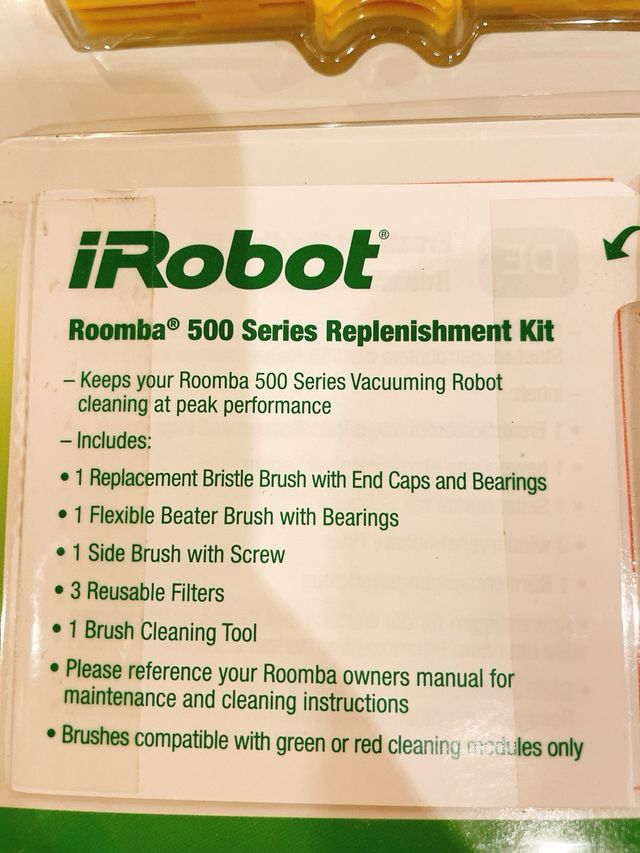 iRobot®
Roomba® 500 Series Replenishment Kit
– Keeps your Roomba 500 Series Vacuuming Robot
cleaning at peak performance
– Includes:
• 1 Replacement Bristle Brush with End Caps and Bearings
• 1 Flexible Beater Brush with Bearings
• 1 Side Brush with Screw
• 3 Reusable Filters
• 1 Brush Cleaning Tool
• Please reference your Roomba owners manual for
maintenance and cleaning instructions
• Brushes compatible with green or red cleaning modules only